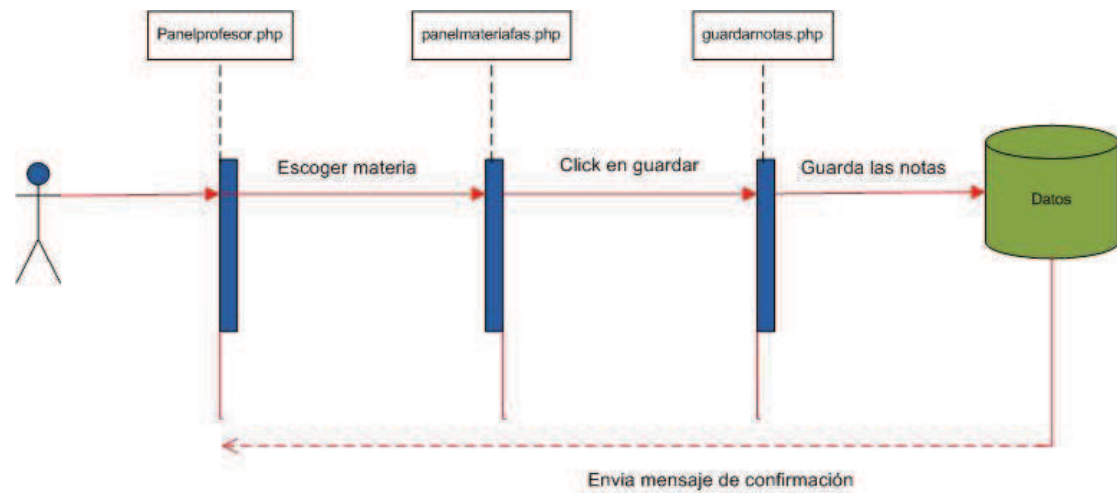 Panelprofesor.php
panelmateriafas.php
guardarnotas.php
Escoger materia
Click en guardar
Guarda las notas
Datos
Envia mensaje de confirmación